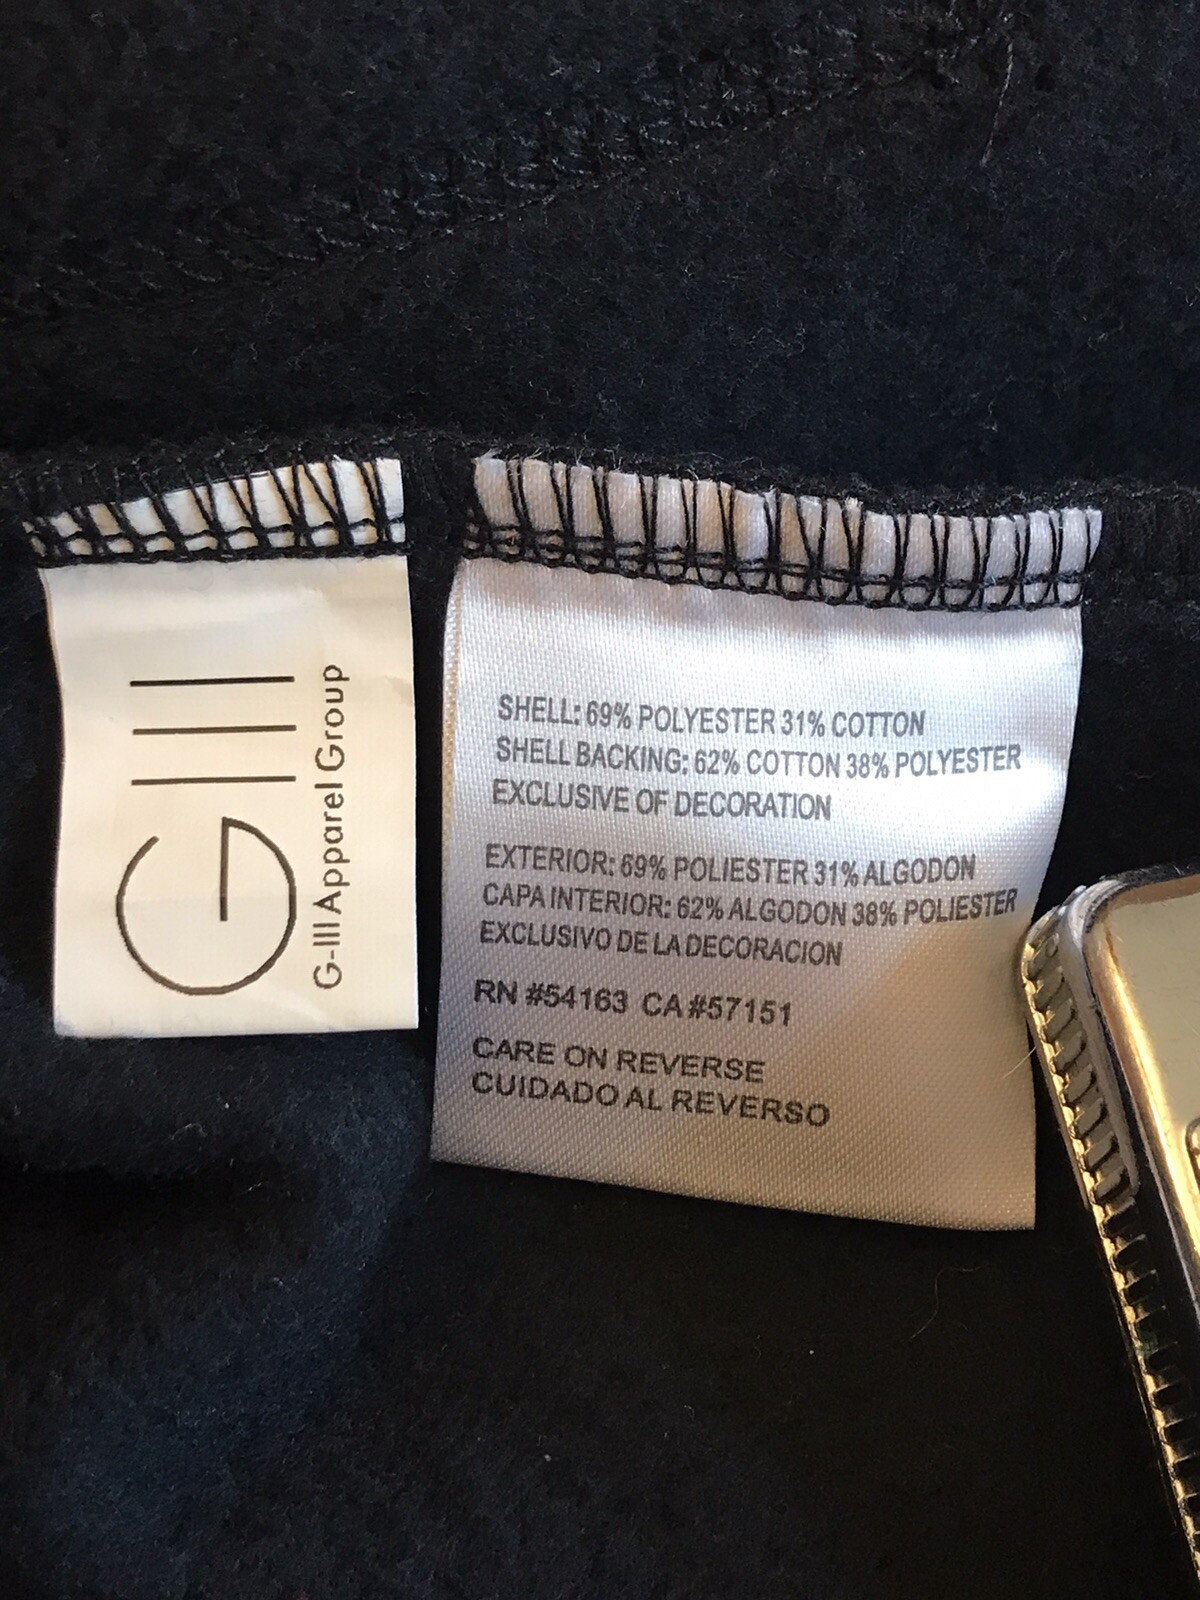 GIII
G-III Apparel Group
SHELL: 69% POLYESTER 31% COTTON
SHELL BACKING: 62% COTTON 38% POLYESTER
EXCLUSIVE OF DECORATION
EXTERIOR: 69% POLIESTER 31% ALGODON
CAPA INTERIOR: 62% ALGODON 38% POLIESTER
EXCLUSIVO DE LA DECORACION
RN #54163 CA#57151
CARE ON REVERSE
CUIDADO AL REVERSO